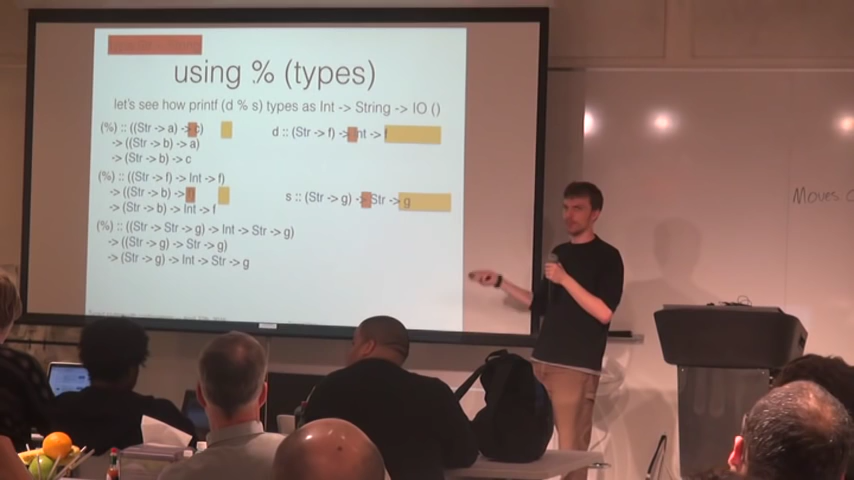 using % (types)
let's see how printf (d % s) types as Int -> String -> IO ()
(%) :: ((Str -> a) -> c)
-> ((Str -> b) -> a)
-> (Str -> b) -> c
d :: (Str -> f) -> Int -> f
(%) :: ((Str -> f) -> Int -> f)
-> ((Str -> b) -> f)
-> (Str -> b) -> Int -> f
s :: (Str -> g) -> Str -> g
(%) :: ((Str -> Str -> g) -> Int -> Str -> g)
-> ((Str -> g) -> Str -> g)
-> (Str -> g) -> Int -> Str -> g
Moves